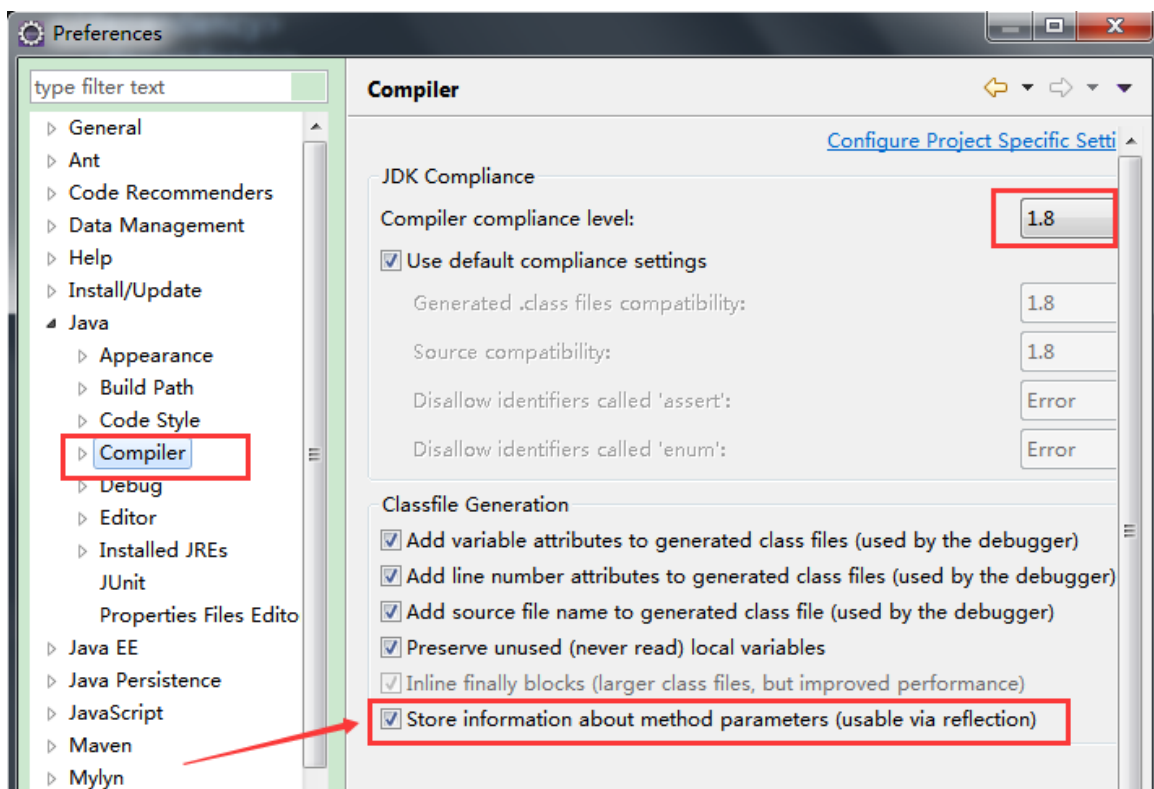 Preferences
type filter text
General
Ant
Code Recommenders
Data Management
Help
Install/Update
Java
Appearance
Build Path
Code Style
Compiler
Debug
Editor
Installed JREs
JUnit
Properties Files Edito
Java EE
Java Persistence
JavaScript
Maven
Mylyn
Compiler
Configure Project Specific Setti
JDK Compliance
Compiler compliance level: 1.8
Use default compliance settings
Generated .class files compatibility: 1.8
Source compatibility: 1.8
Disallow identifiers called 'assert': Error
Disallow identifiers called 'enum': Error
Classfile Generation
Add variable attributes to generated class files (used by the debugger)
Add line number attributes to generated class files (used by the debugger)
Add source file name to generated class file (used by the debugger)
Preserve unused (never read) local variables
Inline finally blocks (larger class files, but improved performance)
Store information about method parameters (usable via reflection)